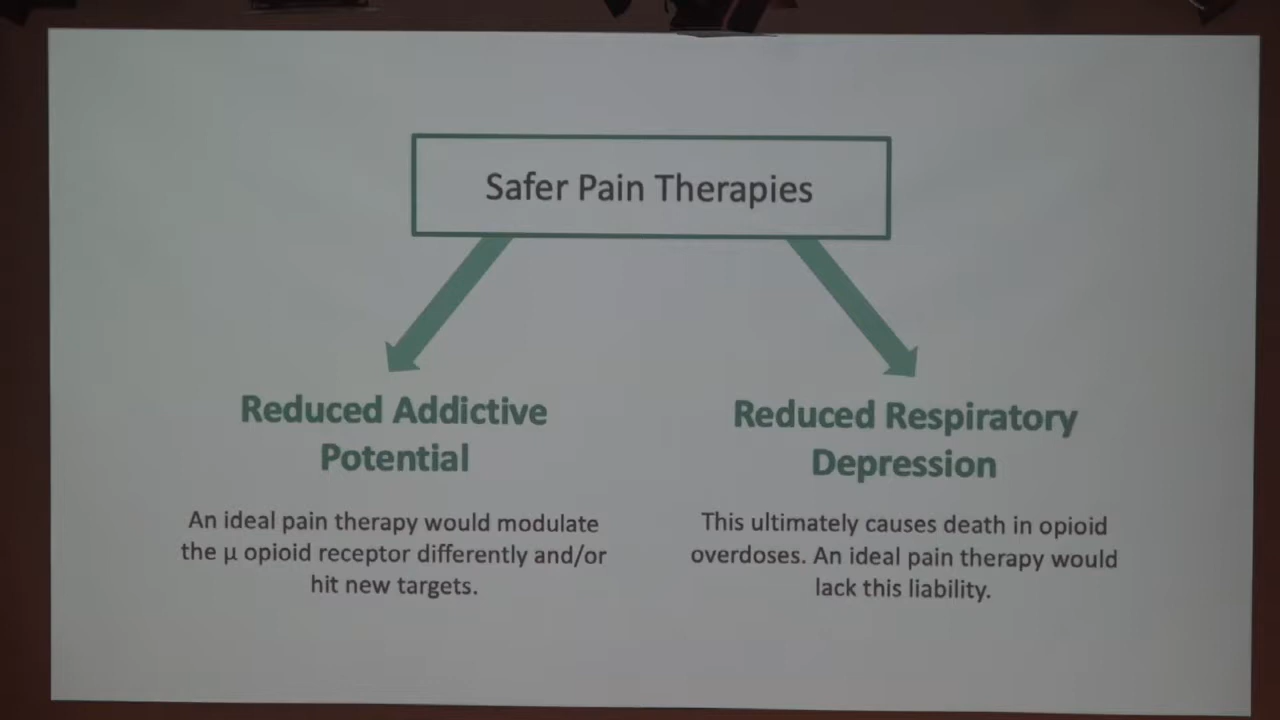 Safer Pain Therapies
Reduced Addictive
Potential
An ideal pain therapy would modulate
the μ opioid receptor differently and/or
hit new targets.
Reduced Respiratory
Depression
This ultimately causes death in opioid
overdoses. An ideal pain therapy would
lack this liability.